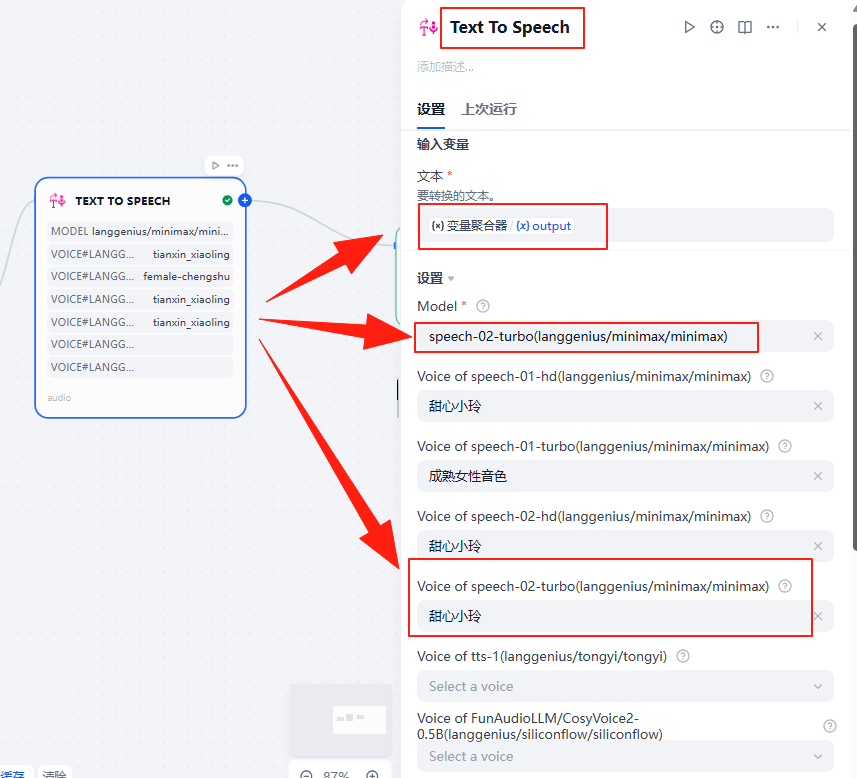 TEXT TO SPEECH
MODEL langgenius/minimax/mini...
VOICE#LANGG... tianxin_xiaoling
VOICE#LANGG... female-chengshu
VOICE#LANGG... tianxin_xiaoling
VOICE#LANGG... tianxin_xiaoling
VOICE#LANGG...
VOICE#LANGG...
audio
缓存
清除
87%
Text To Speech
添加描述...
设置 上次运行
输入变量
文本 *
要转换的文本。
(×) 变量聚合器 / {x} output
设置
Model *
speech-02-turbo(langgenius/minimax/minimax)
Voice of speech-01-hd(langgenius/minimax/minimax)
甜心小玲
Voice of speech-01-turbo(langgenius/minimax/minimax)
成熟女性音色
Voice of speech-02-hd(langgenius/minimax/minimax)
甜心小玲
Voice of speech-02-turbo(langgenius/minimax/minimax)
甜心小玲
Voice of tts-1(langgenius/tongyi/tongyi)
Select a voice
Voice of FunAudioLLM/CosyVoice2-
0.5B(langgenius/siliconflow/siliconflow)
Select a voice